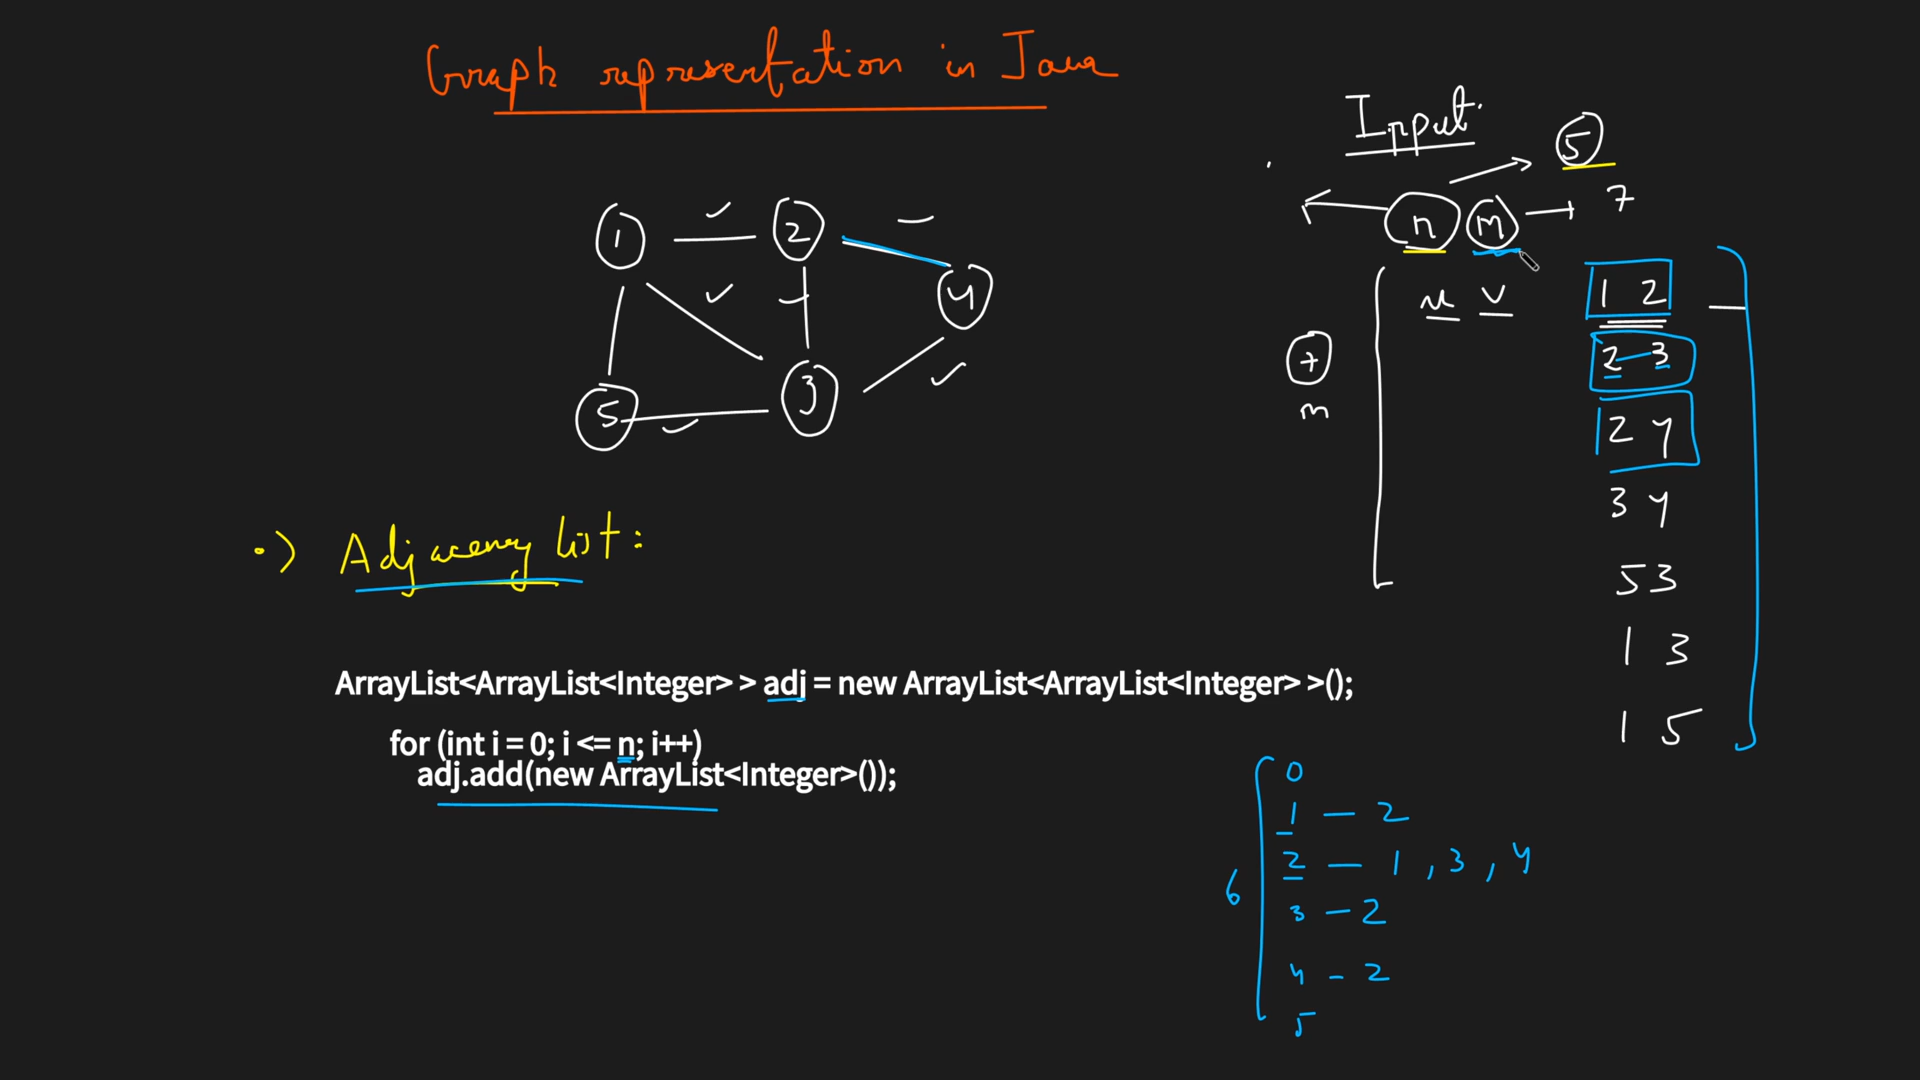 Graph representation in Java
Input
5
n m 7
1 2
4
5 3
u v
+
m
1 2
2 3
2 4
3 4
5 3
1 3
1 5
Adjacency list:
ArrayList<ArrayList<Integer> > adj = new ArrayList<ArrayList<Integer> >();
for (int i = 0; i <= n; i++)
adj.add(new ArrayList<Integer>());
6
0
1 - 2
2 - 1, 3, 4
3 - 2
4 - 2
5